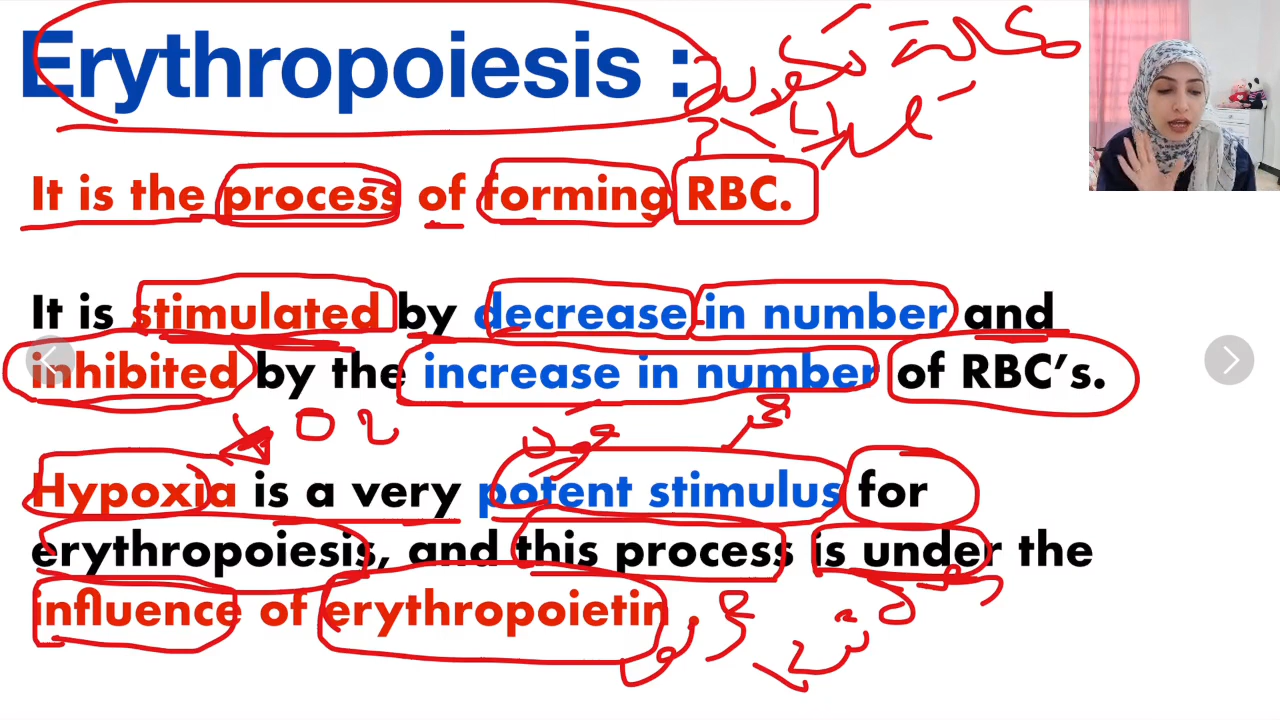 Erythropoiesis :
It is the process of forming RBC.
It is stimulated by decrease in number and
inhibited by the increase in number of RBC's.
O2
Hypoxia is a very potent stimulus for
erythropoiesis, and this process is under the
influence of erythropoietin .